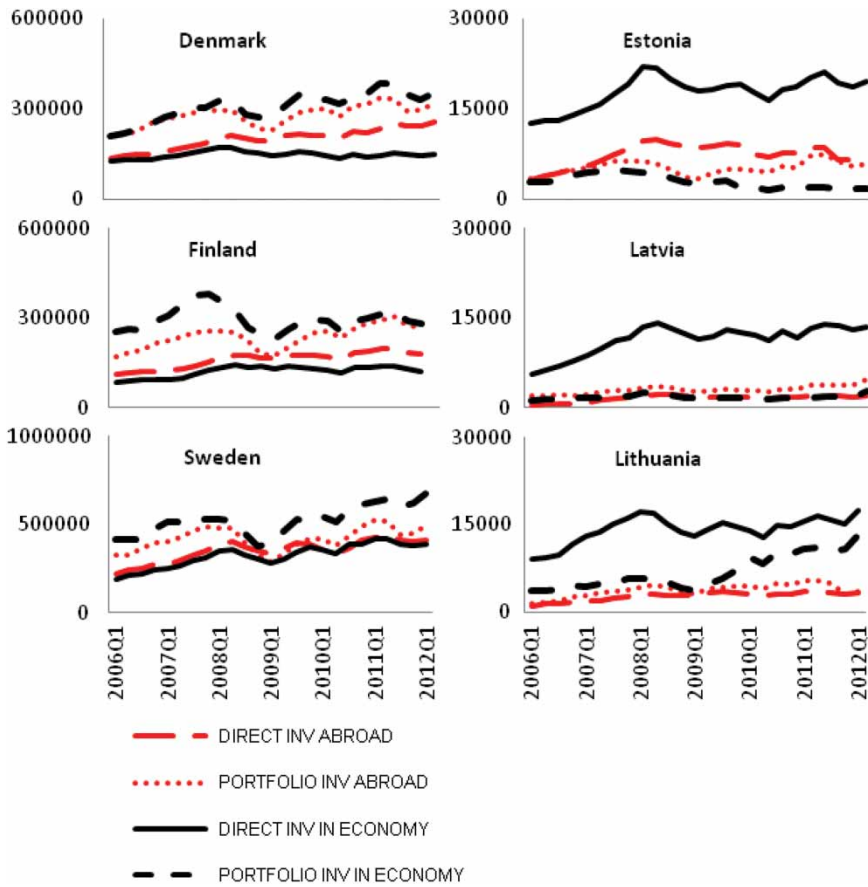 600000
Denmark
300000
0
30000
Estonia
15000
0
600000
Finland
300000
0
30000
Latvia
15000
0
1000000
Sweden
500000
0
30000
Lithuania
15000
0
2006Q1
2007Q1
2008Q1
2009Q1
2010Q1
2011Q1
2012Q1
2006Q1
2007Q1
2008Q1
2009Q1
2010Q1
2011Q1
2012Q1
DIRECT INV ABROAD
PORTFOLIO INV ABROAD
DIRECT INV IN ECONOMY
PORTFOLIO INV IN ECONOMY